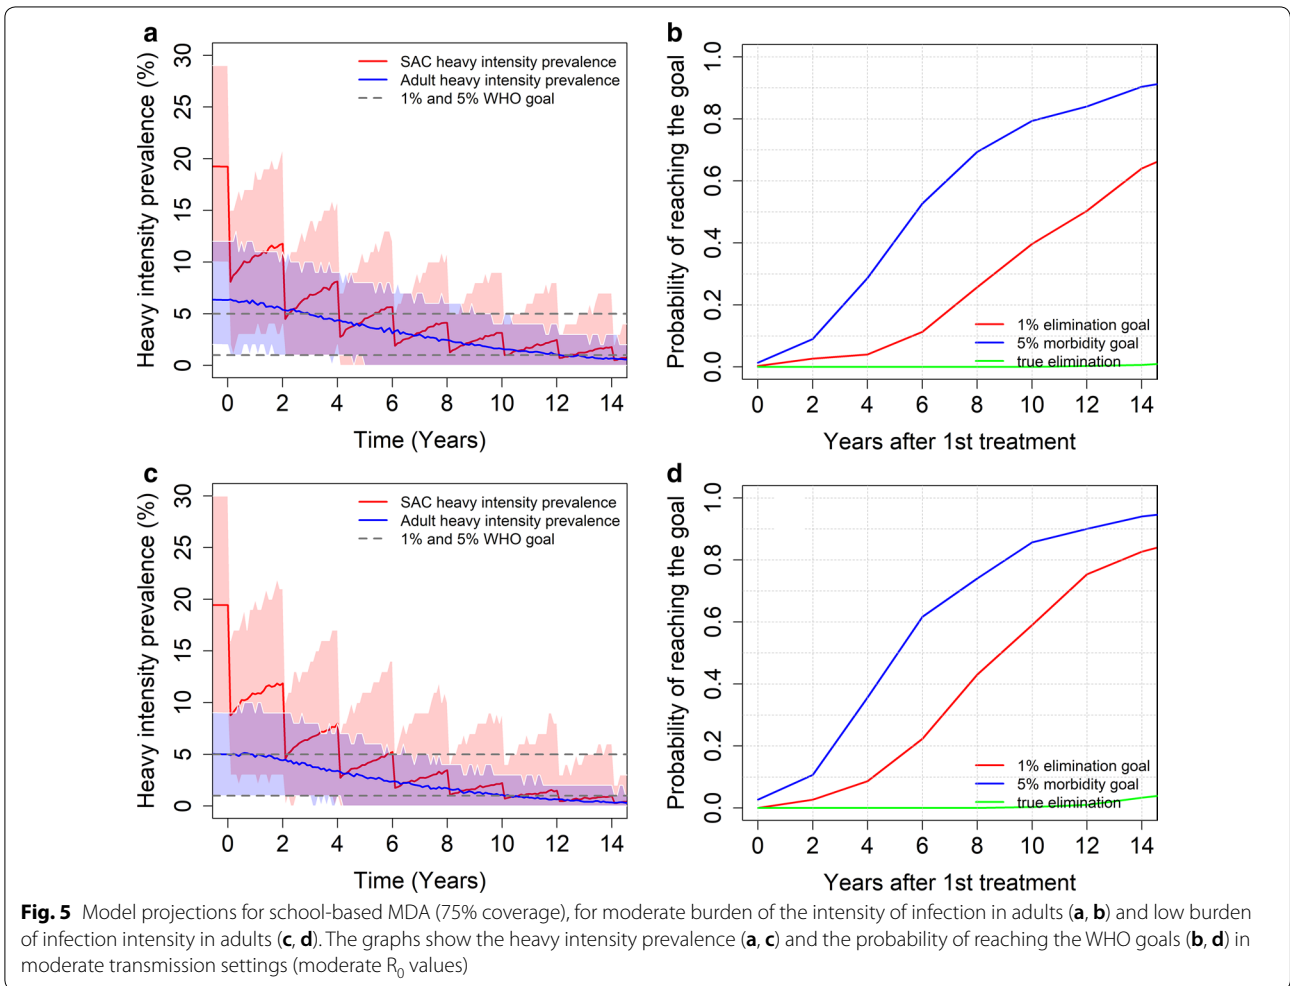 a
Heavy intensity prevalence (%)
30
25
20
15
10
5
0
SAC heavy intensity prevalence
Adult heavy intensity prevalence
1% and 5% WHO goal
0 2 4 6 8 10 12 14
Time (Years)
b
Probability of reaching the goal
1.0
0.8
0.6
0.4
0.2
0.0
1% elimination goal
5% morbidity goal
true elimination
0 2 4 6 8 10 12 14
Years after 1st treatment
c
Heavy intensity prevalence (%)
30
25
20
15
10
5
0
SAC heavy intensity prevalence
Adult heavy intensity prevalence
1% and 5% WHO goal
0 2 4 6 8 10 12 14
Time (Years)
d
Probability of reaching the goal
1.0
0.8
0.6
0.4
0.2
0.0
1% elimination goal
5% morbidity goal
true elimination
0 2 4 6 8 10 12 14
Years after 1st treatment
Fig. 5 Model projections for school-based MDA (75% coverage), for moderate burden of the intensity of infection in adults (a, b) and low burden
of infection intensity in adults (c, d). The graphs show the heavy intensity prevalence (a, c) and the probability of reaching the WHO goals (b, d) in
moderate transmission settings (moderate R0 values)